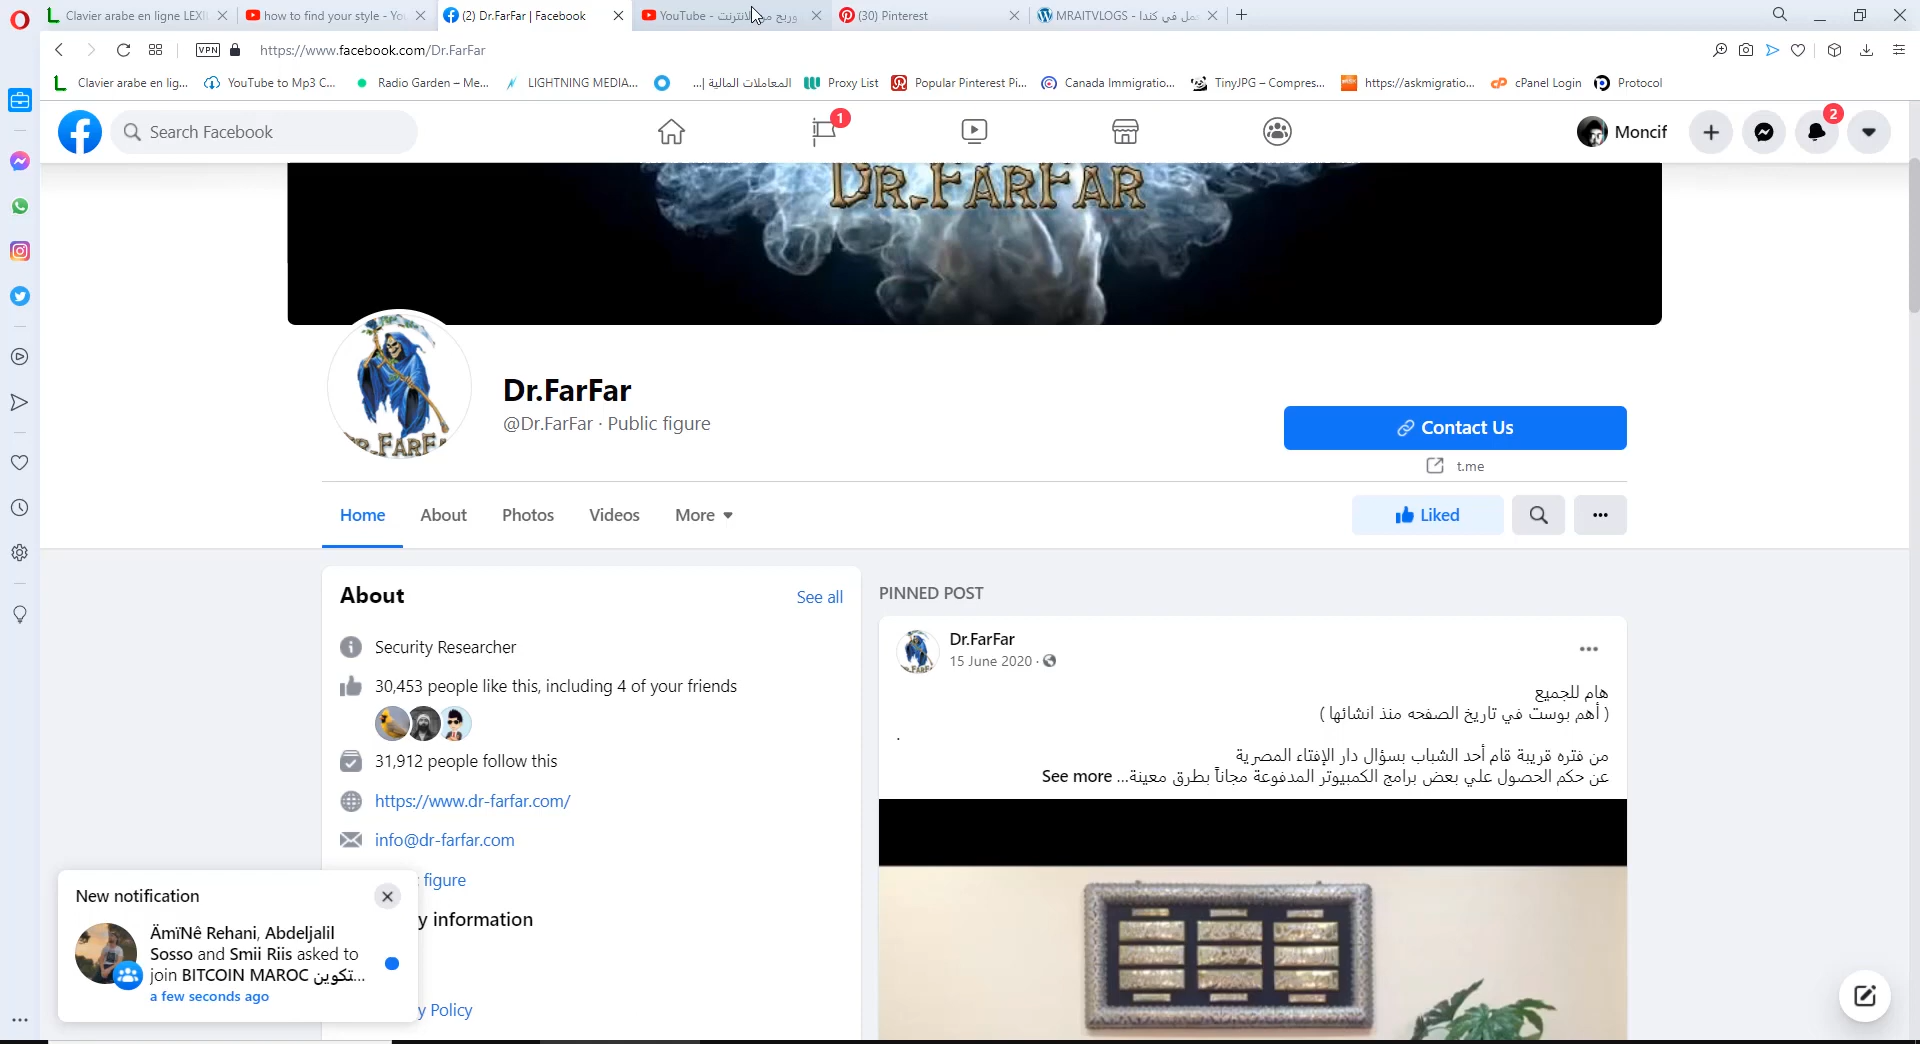 Clavier arabe en ligne LEXI
how to find your style - Yo
(2) Dr.FarFar | Facebook
YouTube - وربح من الانترنت
(30) Pinterest
MRAITVLOGS - عمل في كندا
VPN
https://www.facebook.com/Dr.FarFar
Clavier arabe en lig...
YouTube to Mp3 C...
Radio Garden – Me...
LIGHTNING MEDIA...
المعاملات المالية |...
Proxy List
Popular Pinterest Pi...
Canada Immigratio...
TinyJPG – Compres...
https://askmigratio...
cPanel Login
Protocol
Search Facebook
1
Moncif
2
DR.FARFAR
Dr.FarFar
@Dr.FarFar · Public figure
Contact Us
t.me
Home
About
Photos
Videos
More
Liked
About
See all
Security Researcher
30,453 people like this, including 4 of your friends
31,912 people follow this
https://www.dr-farfar.com/
info@dr-farfar.com
figure
y information
y Policy
PINNED POST
Dr.FarFar
15 June 2020 ·
هام للجميع
( أهم بوست في تاريخ الصفحه منذ انشائها )
.
من فتره قريبة قام أحد الشباب بسؤال دار الإفتاء المصرية
عن حكم الحصول علي بعض برامج الكمبيوتر المدفوعة مجاناً بطرق معينة... See more
New notification
ÄmïNê Rehani, Abdeljalil
Sosso and Smii Riis asked to
join BITCOIN MAROC تكوين...
a few seconds ago